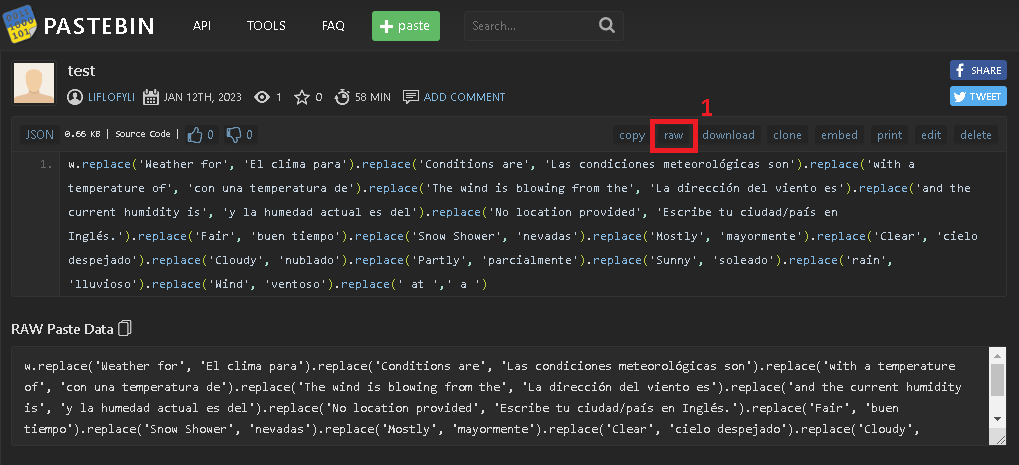 PASTEBIN API TOOLS FAQ + paste Search...
test
SHARE
LIFLOFYLI JAN 12TH, 2023 1 0 58 MIN ADD COMMENT
TWEET
1
JSON 0.66 KB | Source Code | 0 0 copy raw download clone embed print edit delete
1. w.replace('Weather for', 'El clima para').replace('Conditions are', 'Las condiciones meteorológicas son').replace('with a
temperature of', 'con una temperatura de').replace('The wind is blowing from the', 'La dirección del viento es').replace('and the
current humidity is', 'y la humedad actual es del').replace('No location provided', 'Escribe tu ciudad/país en
Inglés.').replace('Fair', 'buen tiempo').replace('Snow Shower', 'nevadas').replace('Mostly', 'mayormente').replace('Clear', 'cielo
despejado').replace('Cloudy', 'nublado').replace('Partly', 'parcialmente').replace('Sunny', 'soleado').replace('rain',
'lluvioso').replace('Wind', 'ventoso').replace(' at ',' a ')
RAW Paste Data
w.replace('Weather for', 'El clima para').replace('Conditions are', 'Las condiciones meteorológicas son').replace('with a temperature
of', 'con una temperatura de').replace('The wind is blowing from the', 'La dirección del viento es').replace('and the current humidity
is', 'y la humedad actual es del').replace('No location provided', 'Escribe tu ciudad/país en Inglés.').replace('Fair', 'buen
tiempo').replace('Snow Shower', 'nevadas').replace('Mostly', 'mayormente').replace('Clear', 'cielo despejado').replace('Cloudy',